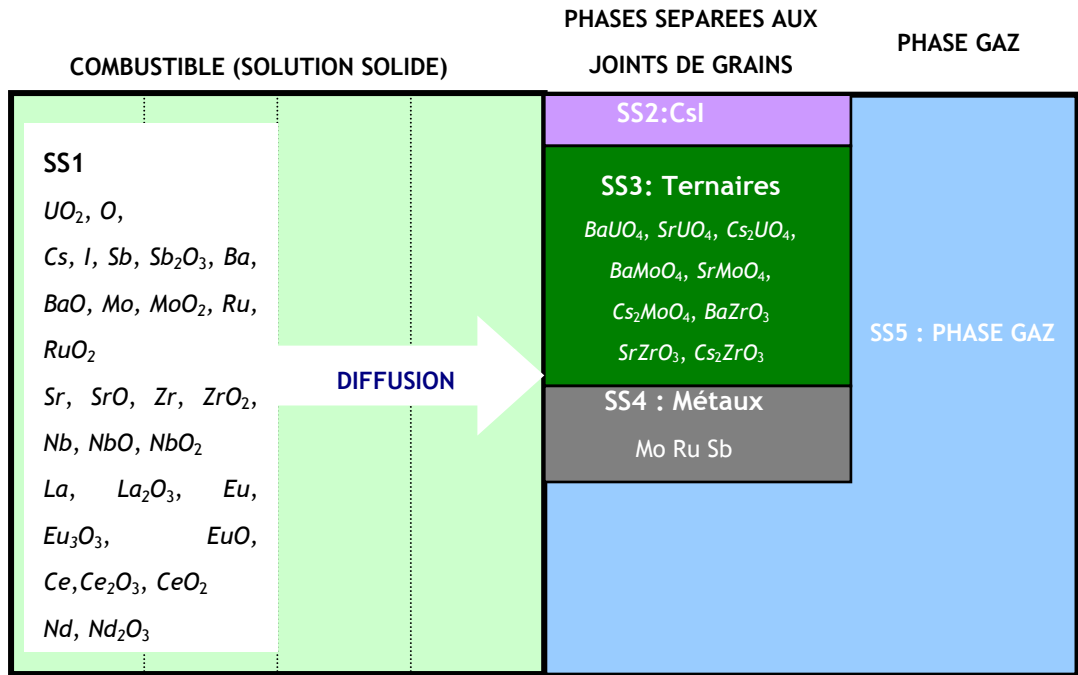 COMBUSTIBLE (SOLUTION SOLIDE)
PHASES SEPAREES AUX
JOINTS DE GRAINS
PHASE GAZ
SS1
UO₂, O,
Cs, I, Sb, Sb₂O₃, Ba,
BaO, Mo, MoO₂, Ru,
RuO₂
Sr, SrO, Zr, ZrO₂,
Nb, NbO, NbO₂
La, La₂O₃, Eu,
Eu₃O₃, EuO,
Ce,Ce₂O₃, CeO₂
Nd, Nd₂O₃
DIFFUSION
SS2:CsI
SS3: Ternaires
BaUO₄, SrUO₄, Cs₂UO₄,
BaMoO₄, SrMoO₄,
Cs₂MoO₄, BaZrO₃
SrZrO₃, Cs₂ZrO₃
SS4 : Métaux
Mo Ru Sb
SS5 : PHASE GAZ